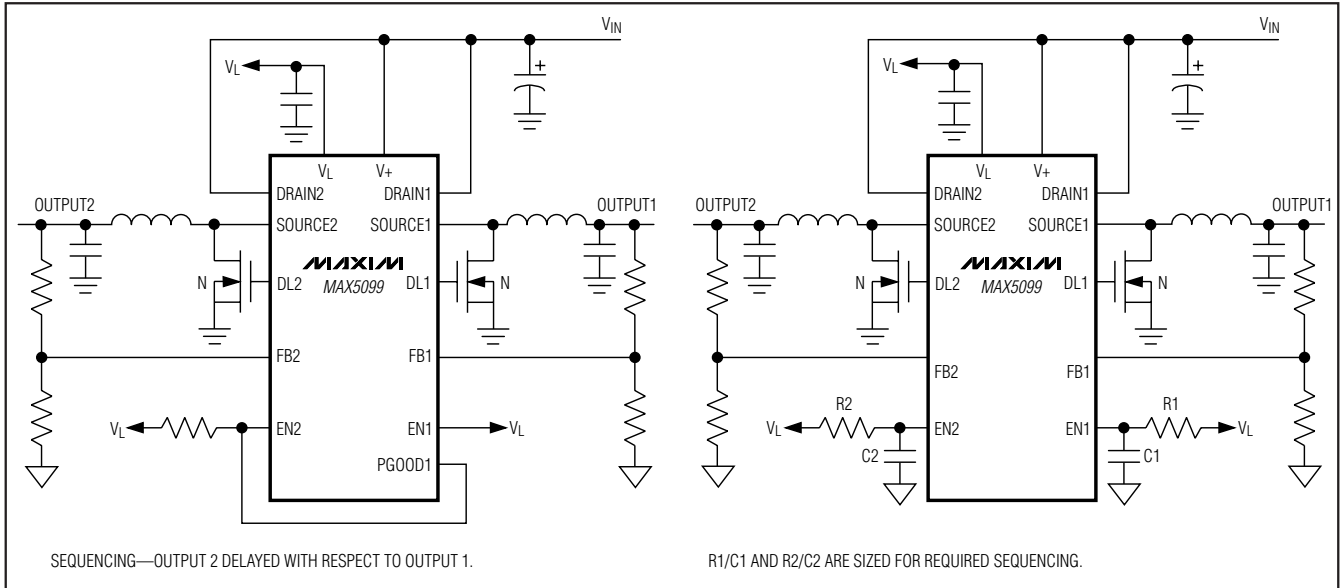 V_IN
V_L
V_L V+
DRAIN2 DRAIN1
OUTPUT2 SOURCE2 SOURCE1 OUTPUT1
MAXIM
N DL2 MAX5099 DL1 N
FB2 FB1
V_L EN2 EN1 V_L
PGOOD1
SEQUENCING—OUTPUT 2 DELAYED WITH RESPECT TO OUTPUT 1.
V_IN
V_L
V_L V+
DRAIN2 DRAIN1
OUTPUT2 SOURCE2 SOURCE1 OUTPUT1
MAXIM
N DL2 MAX5099 DL1 N
FB2 FB1
R2 R1
V_L EN2 EN1 V_L
C2 C1
R1/C1 AND R2/C2 ARE SIZED FOR REQUIRED SEQUENCING.